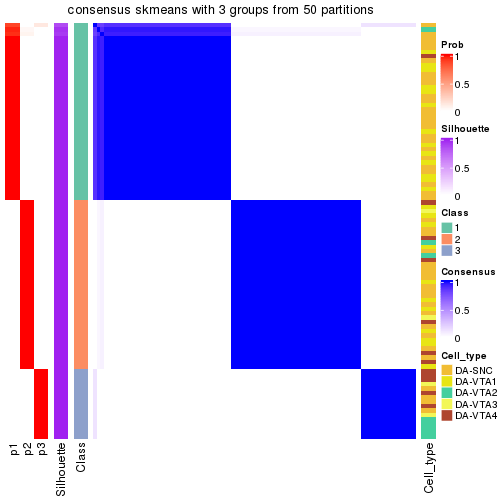 consensus skmeans with 3 groups from 50 partitions
Prob
1
0.5
0
Silhouette
1
0.5
0
Class
1
2
3
Consensus
1
0.5
0
Cell_type
DA-SNC
DA-VTA1
DA-VTA2
DA-VTA3
DA-VTA4
p1
p2
p3
Silhouette
Class
Cell_type